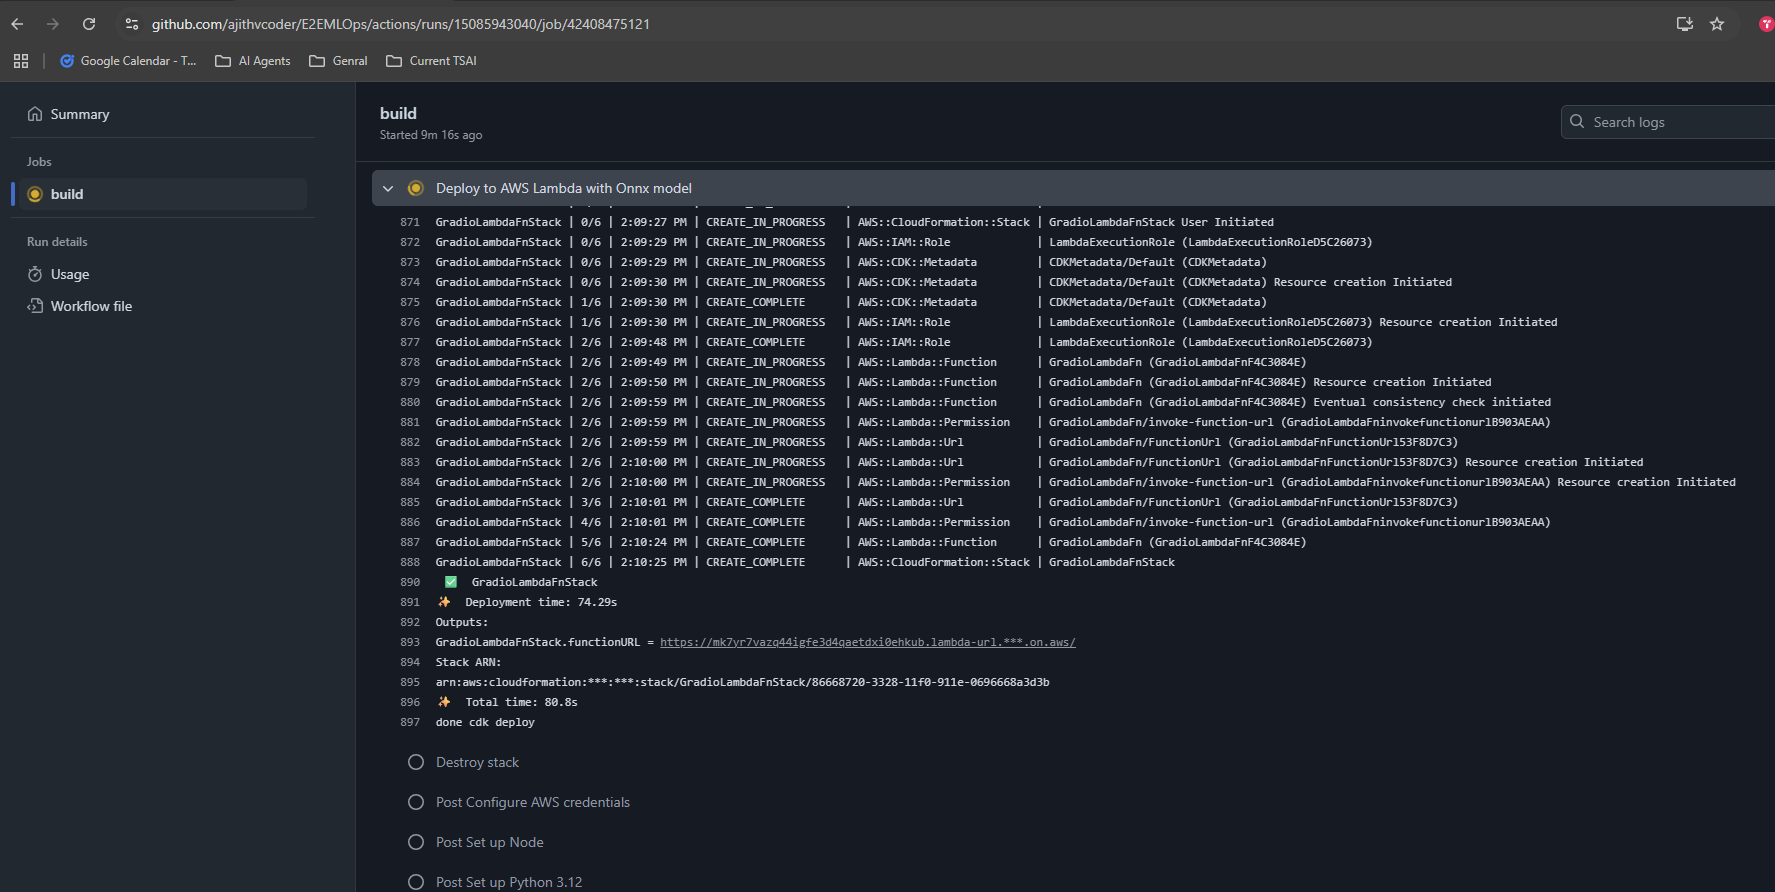 github.com/ajithvcoder/E2EMLOps/actions/runs/15085943040/job/42408475121
Google Calendar - T... AI Agents Genral Current TSAI
Summary
Jobs
build
Run details
Usage
Workflow file
build
Started 9m 16s ago
Search logs
Deploy to AWS Lambda with Onnx model
871 GradioLambdaFnStack | 0/6 | 2:09:27 PM | CREATE_IN_PROGRESS | AWS::CloudFormation::Stack | GradioLambdaFnStack User Initiated
872 GradioLambdaFnStack | 0/6 | 2:09:29 PM | CREATE_IN_PROGRESS | AWS::IAM::Role | LambdaExecutionRole (LambdaExecutionRoleD5C26073)
873 GradioLambdaFnStack | 0/6 | 2:09:29 PM | CREATE_IN_PROGRESS | AWS::CDK::Metadata | CDKMetadata/Default (CDKMetadata)
874 GradioLambdaFnStack | 0/6 | 2:09:30 PM | CREATE_IN_PROGRESS | AWS::CDK::Metadata | CDKMetadata/Default (CDKMetadata) Resource creation Initiated
875 GradioLambdaFnStack | 1/6 | 2:09:30 PM | CREATE_COMPLETE | AWS::CDK::Metadata | CDKMetadata/Default (CDKMetadata)
876 GradioLambdaFnStack | 1/6 | 2:09:30 PM | CREATE_IN_PROGRESS | AWS::IAM::Role | LambdaExecutionRole (LambdaExecutionRoleD5C26073) Resource creation Initiated
877 GradioLambdaFnStack | 2/6 | 2:09:48 PM | CREATE_COMPLETE | AWS::IAM::Role | LambdaExecutionRole (LambdaExecutionRoleD5C26073)
878 GradioLambdaFnStack | 2/6 | 2:09:49 PM | CREATE_IN_PROGRESS | AWS::Lambda::Function | GradioLambdaFn (GradioLambdaFnF4C3084E)
879 GradioLambdaFnStack | 2/6 | 2:09:50 PM | CREATE_IN_PROGRESS | AWS::Lambda::Function | GradioLambdaFn (GradioLambdaFnF4C3084E) Resource creation Initiated
880 GradioLambdaFnStack | 2/6 | 2:09:59 PM | CREATE_IN_PROGRESS | AWS::Lambda::Function | GradioLambdaFn (GradioLambdaFnF4C3084E) Eventual consistency check initiated
881 GradioLambdaFnStack | 2/6 | 2:09:59 PM | CREATE_IN_PROGRESS | AWS::Lambda::Permission | GradioLambdaFn/invoke-function-url (GradioLambdaFninvokefunctionurlB903AEAA)
882 GradioLambdaFnStack | 2/6 | 2:09:59 PM | CREATE_IN_PROGRESS | AWS::Lambda::Url | GradioLambdaFn/FunctionUrl (GradioLambdaFnFunctionUrl53F8D7C3)
883 GradioLambdaFnStack | 2/6 | 2:10:00 PM | CREATE_IN_PROGRESS | AWS::Lambda::Url | GradioLambdaFn/FunctionUrl (GradioLambdaFnFunctionUrl53F8D7C3) Resource creation Initiated
884 GradioLambdaFnStack | 2/6 | 2:10:00 PM | CREATE_IN_PROGRESS | AWS::Lambda::Permission | GradioLambdaFn/invoke-function-url (GradioLambdaFninvokefunctionurlB903AEAA) Resource creation Initiated
885 GradioLambdaFnStack | 3/6 | 2:10:01 PM | CREATE_COMPLETE | AWS::Lambda::Url | GradioLambdaFn/FunctionUrl (GradioLambdaFnFunctionUrl53F8D7C3)
886 GradioLambdaFnStack | 4/6 | 2:10:01 PM | CREATE_COMPLETE | AWS::Lambda::Permission | GradioLambdaFn/invoke-function-url (GradioLambdaFninvokefunctionurlB903AEAA)
887 GradioLambdaFnStack | 5/6 | 2:10:24 PM | CREATE_COMPLETE | AWS::Lambda::Function | GradioLambdaFn (GradioLambdaFnF4C3084E)
888 GradioLambdaFnStack | 6/6 | 2:10:25 PM | CREATE_COMPLETE | AWS::CloudFormation::Stack | GradioLambdaFnStack
890 ✅ GradioLambdaFnStack
891 ✨ Deployment time: 74.29s
892 Outputs:
893 GradioLambdaFnStack.functionURL = https://mk7yr7vazq44igfe3d4qaetdxi0ehkub.lambda-url.***.on.aws/
894 Stack ARN:
895 arn:aws:cloudformation:***:***:stack/GradioLambdaFnStack/86668720-3328-11f0-911e-0696668a3d3b
896 ✨ Total time: 80.8s
897 done cdk deploy
Destroy stack
Post Configure AWS credentials
Post Set up Node
Post Set up Python 3.12